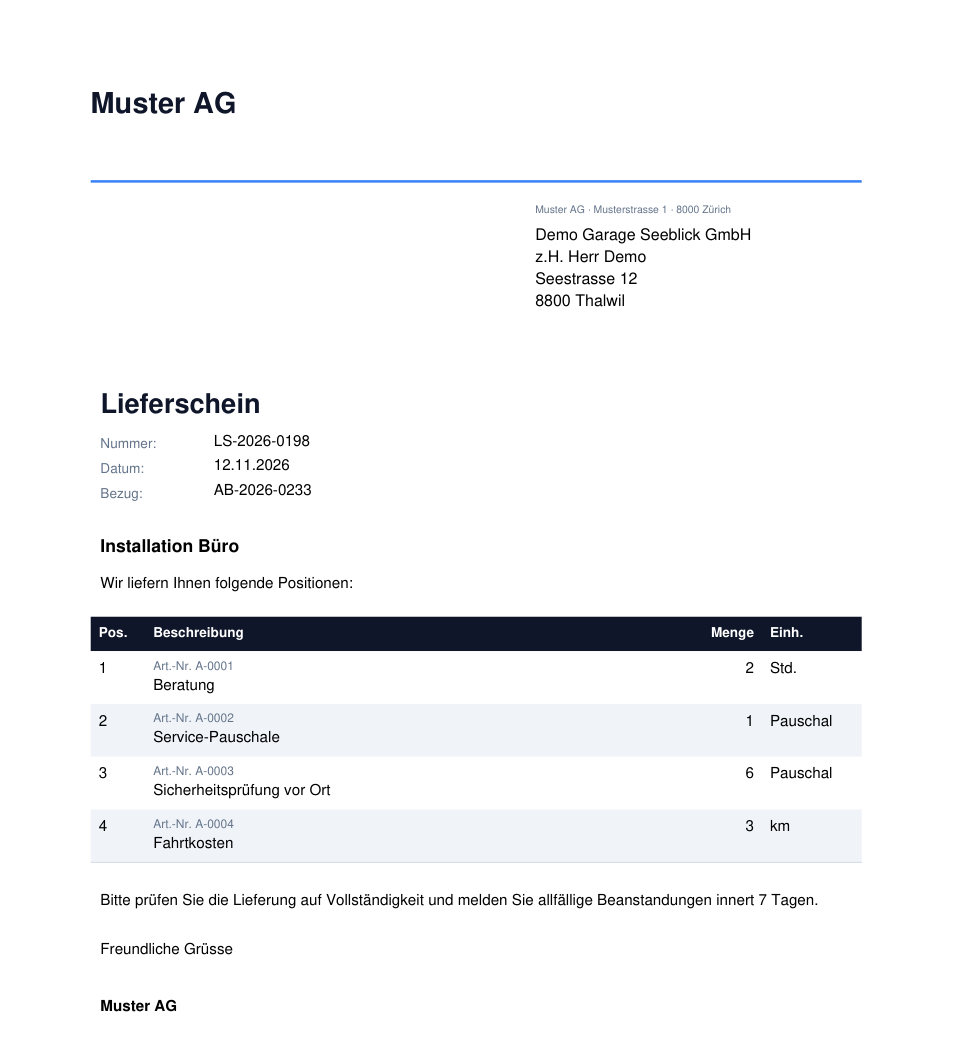 Muster AG
Muster AG · Musterstrasse 1 · 8000 Zürich
Demo Garage Seeblick GmbH
z.H. Herr Demo
Seestrasse 12
8800 Thalwil
Lieferschein
Nummer: LS-2026-0198
Datum: 12.11.2026
Bezug: AB-2026-0233
Installation Büro
Wir liefern Ihnen folgende Positionen:
Pos. Beschreibung Menge Einh.
1 Art.-Nr. A-0001 2 Std.
Beratung
2 Art.-Nr. A-0002 1 Pauschal
Service-Pauschale
3 Art.-Nr. A-0003 6 Pauschal
Sicherheitsprüfung vor Ort
4 Art.-Nr. A-0004 3 km
Fahrtkosten
Bitte prüfen Sie die Lieferung auf Vollständigkeit und melden Sie allfällige Beanstandungen innert 7 Tagen.
Freundliche Grüsse
Muster AG